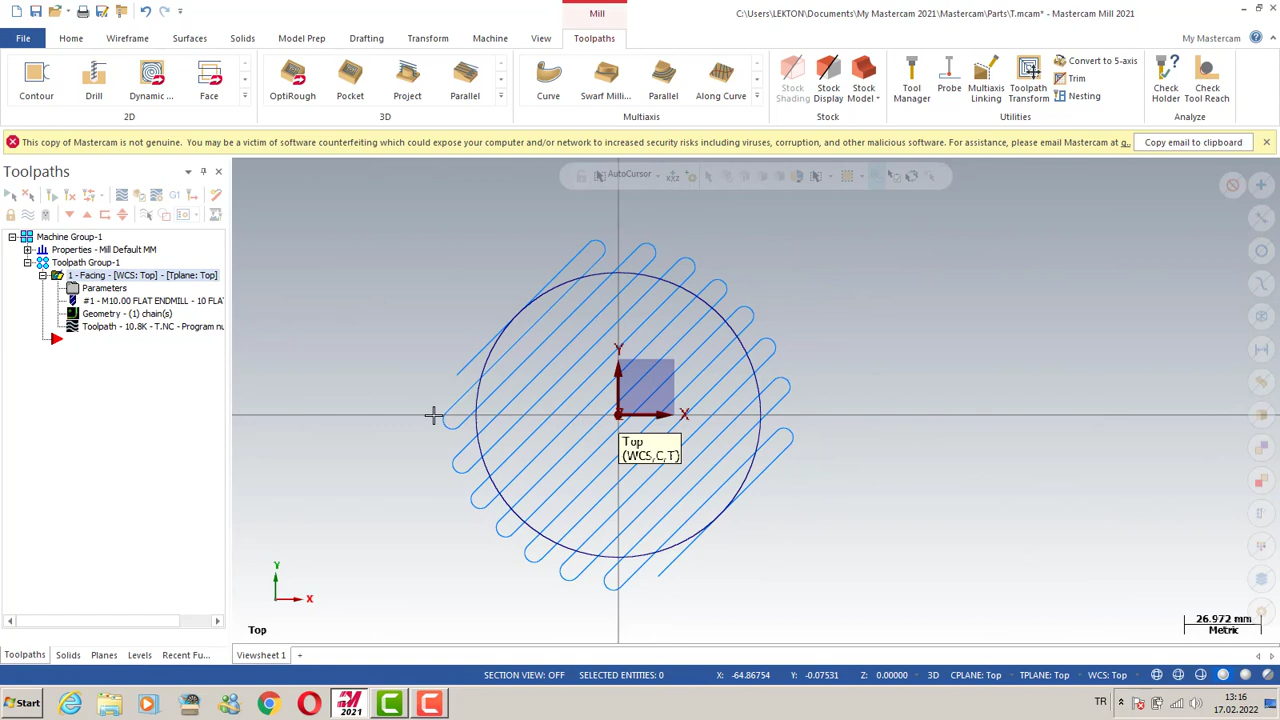 Mill
C:\Users\LEKTON\Documents\My Mastercam 2021\Mastercam\Parts\T.mcam* - Mastercam Mill 2021
File Home Wireframe Surfaces Solids Model Prep Drafting Transform Machine View Toolpaths My Mastercam
Contour Drill Dynamic ... Face OptiRough Pocket Project Parallel Curve Swarf Milli... Parallel Along Curve
Stock Shading Stock Display Stock Model Tool Manager Probe Multiaxis Linking Toolpath Transform
Convert to 5-axis
Trim
Nesting
Check Holder Check Tool Reach
2D 3D Multiaxis Stock Utilities Analyze
This copy of Mastercam is not genuine. You may be a victim of software counterfeiting which could expose your computer and/or network to increased security risks including viruses, corruption, and other malicious software. For assistance, please email Mastercam at g.. Copy email to clipboard
Toolpaths
AutoCursor
G1
Machine Group-1
Properties - Mill Default MM
Toolpath Group-1
1 - Facing - [WCS: Top] - [Tplane: Top]
Parameters
#1 - M10.00 FLAT ENDMILL - 10 FLA
Geometry - (1) chain(s)
Toolpath - 10.8K - T.NC - Program nu
Y
X
Top
(WCS,C,T)
Y
X
Top
26.972 mm
Metric
Toolpaths Solids Planes Levels Recent Fu... Viewsheet 1 +
SECTION VIEW: OFF SELECTED ENTITIES: 0 X: -64.86754 Y: -0.07531 Z: 0.00000 3D CPLANE: Top TPLANE: Top WCS: Top
Start
2021
TR
13:16
17.02.2022